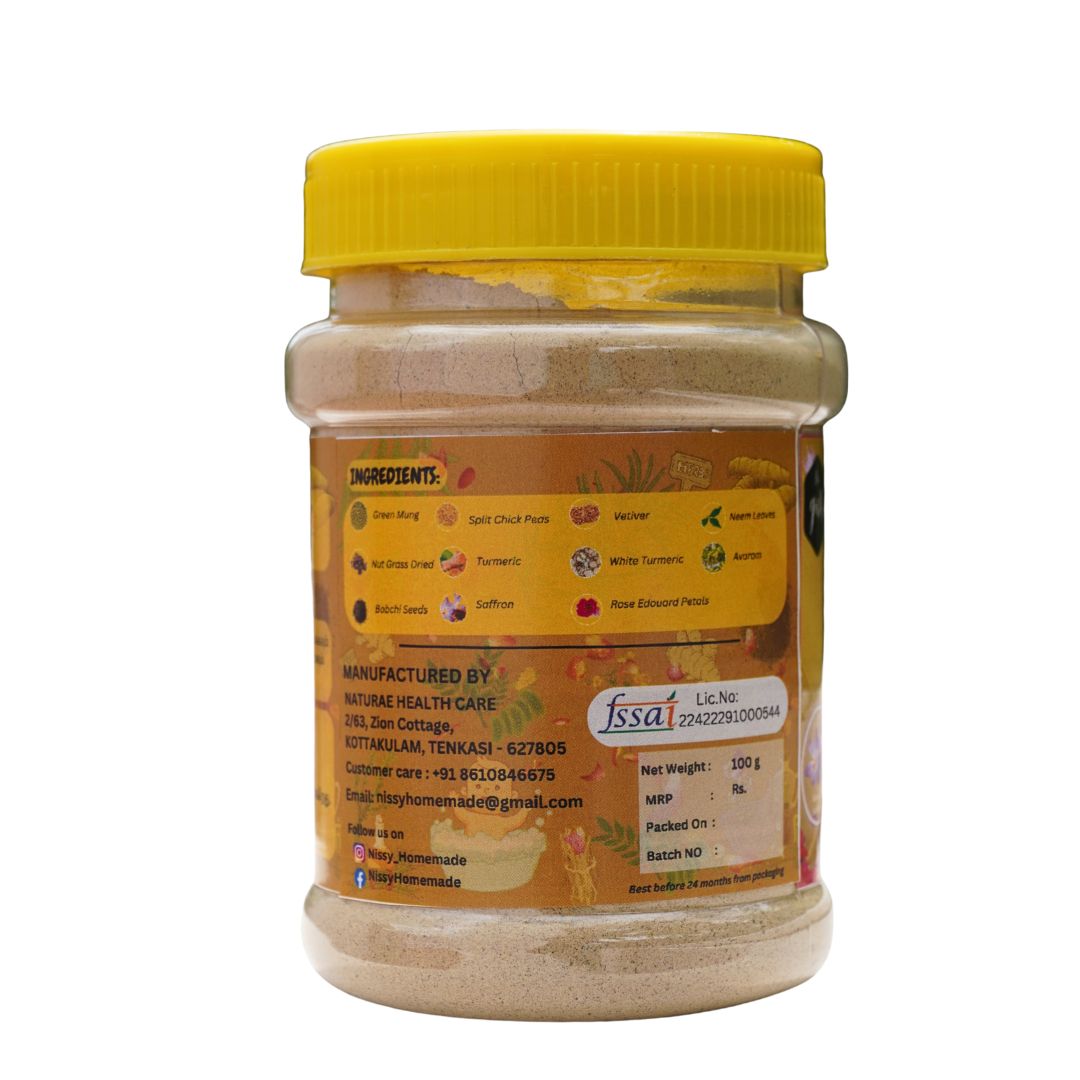 INGREDIENTS:
Green Mung
Split Chick Peas
Vetiver
Neem Leaves
Nut Grass Dried
Turmeric
White Turmeric
Avaram
Bobchi Seeds
Saffron
Rose Edouard Petals
MANUFACTURED BY
NATURAE HEALTH CARE
2/63, Zion Cottage,
KOTTAKULAM, TENKASI - 627805
Customer care : +91 8610846675
Email: nissyhomemade@gmail.com
Follow us on
Nissy_Homemade
NissyHomemade
fssai
Lic.No:
22422291000544
Net Weight : 100 g
MRP : Rs.
Packed On :
Batch NO :
Best before 24 months from packaging